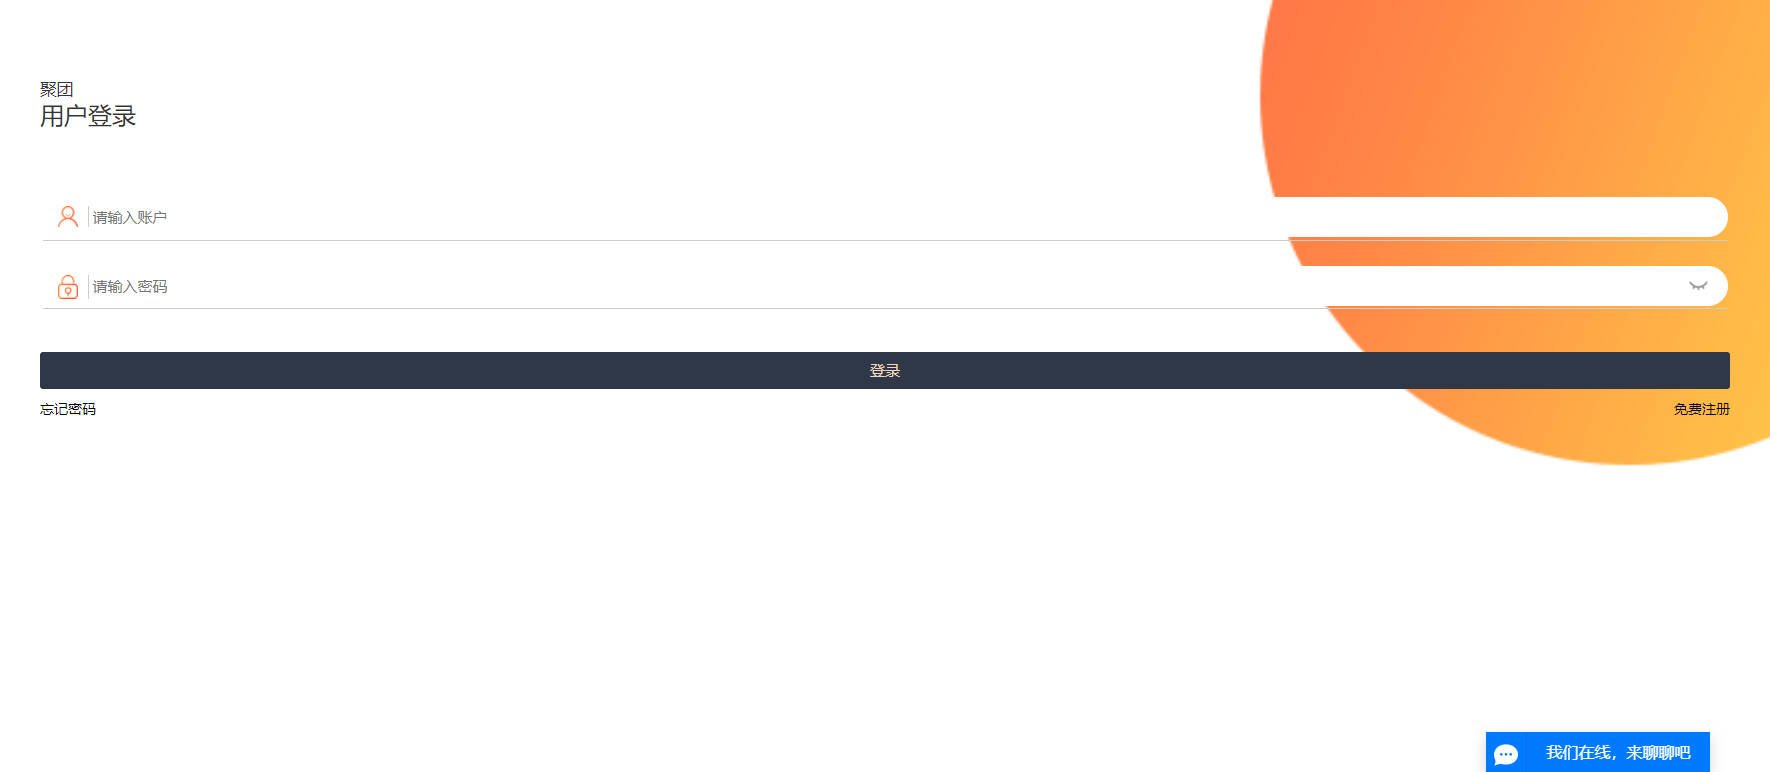 聚团
用户登录
请输入账户
请输入密码
登录
忘记密码 免费注册
我们在线，来聊聊吧